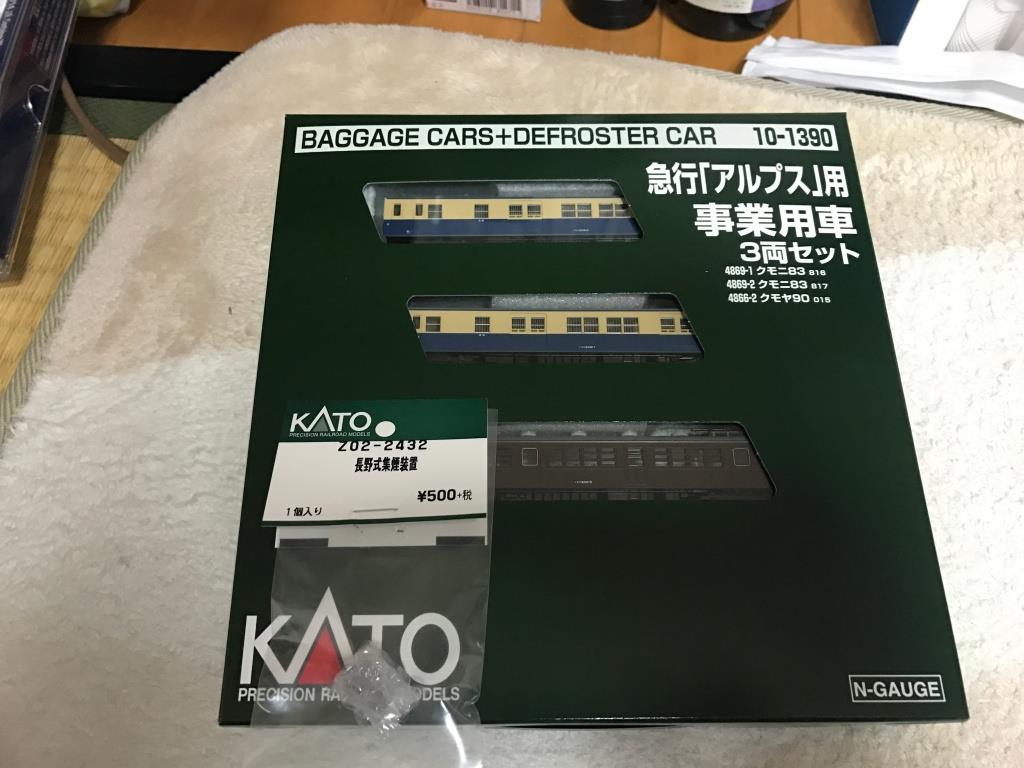 BAGGAGE CARS+DEFROSTER CAR 10-1390
急行「アルプス」用
事業用車
3両セット
4869-1 クモニ83 816
4869-2 クモニ83 817
4866-2 クモヤ90 015
KATO
PRECISION RAILROAD MODELS
Z02-2432
長野式集煙装置
¥500+税
1個入り
KATO
PRECISION RA MODELS
N-GAUGE